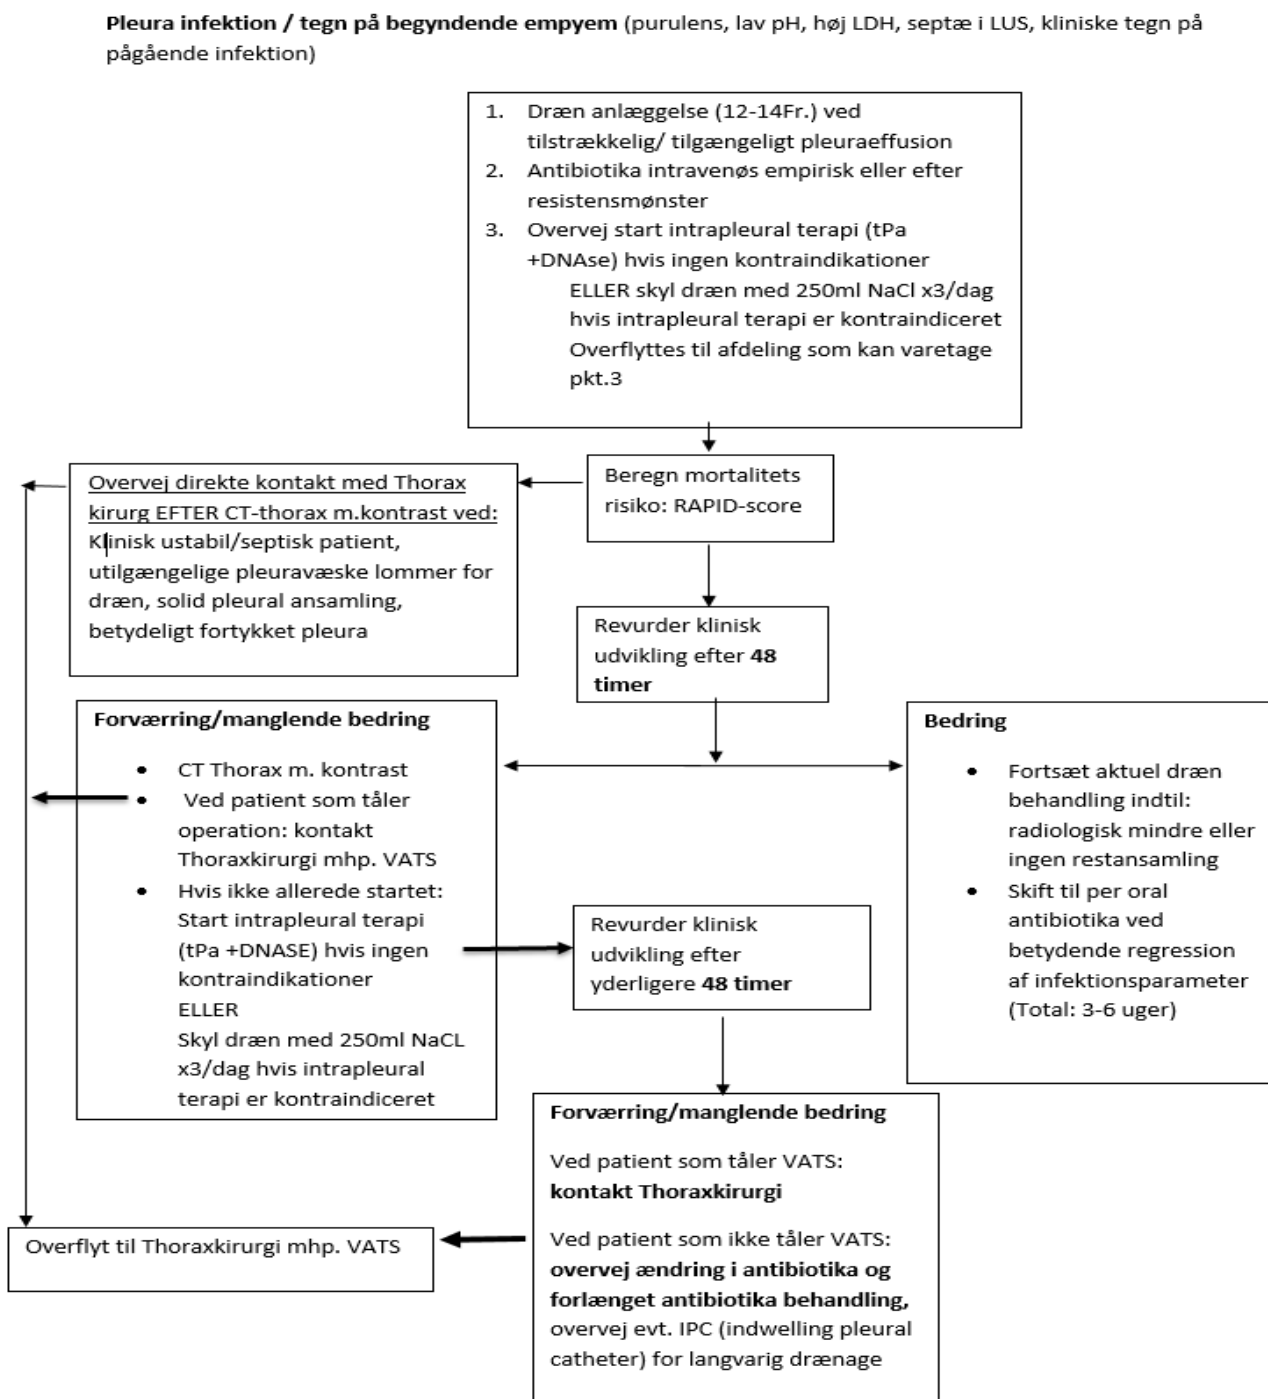 Pleura infektion / tegn på begyndende empyem (purulens, lav pH, høj LDH, septæ i LUS, kliniske tegn på
pågående infektion)
1. Dræn anlæggelse (12-14Fr.) ved
tilstrækkelig/ tilgængeligt pleuraeffusion
2. Antibiotika intravenøs empirisk eller efter
resistensmønster
3. Overvej start intrapleural terapi (tPa
+DNAse) hvis ingen kontraindikationer
ELLER skyl dræn med 250ml NaCl x3/dag
hvis intrapleural terapi er kontraindiceret
Overflyttes til afdeling som kan varetage
pkt.3
Beregn mortalitets
risiko: RAPID-score
Overvej direkte kontakt med Thorax
kirurg EFTER CT-thorax m.kontrast ved:
Klinisk ustabil/septisk patient,
utilgængelige pleuravæske lommer for
dræn, solid pleural ansamling,
betydeligt fortykket pleura
Revurder klinisk
udvikling efter 48
timer
Forværring/manglende bedring
• CT Thorax m. kontrast
• Ved patient som tåler
operation: kontakt
Thoraxkirurgi mhp. VATS
• Hvis ikke allerede startet:
Start intrapleural terapi
(tPa +DNASE) hvis ingen
kontraindikationer
ELLER
Skyl dræn med 250ml NaCL
x3/dag hvis intrapleural
terapi er kontraindiceret
Bedring
• Fortsæt aktuel dræn
behandling indtil:
radiologisk mindre eller
ingen restansamling
• Skift til per oral
antibiotika ved
betydende regression
af infektionsparameter
(Total: 3-6 uger)
Revurder klinisk
udvikling efter
yderligere 48 timer
Forværring/manglende bedring
Ved patient som tåler VATS:
kontakt Thoraxkirurgi
Ved patient som ikke tåler VATS:
overvej ændring i antibiotika og
forlænget antibiotika behandling,
overvej evt. IPC (indwelling pleural
catheter) for langvarig drænage
Overflyt til Thoraxkirurgi mhp. VATS